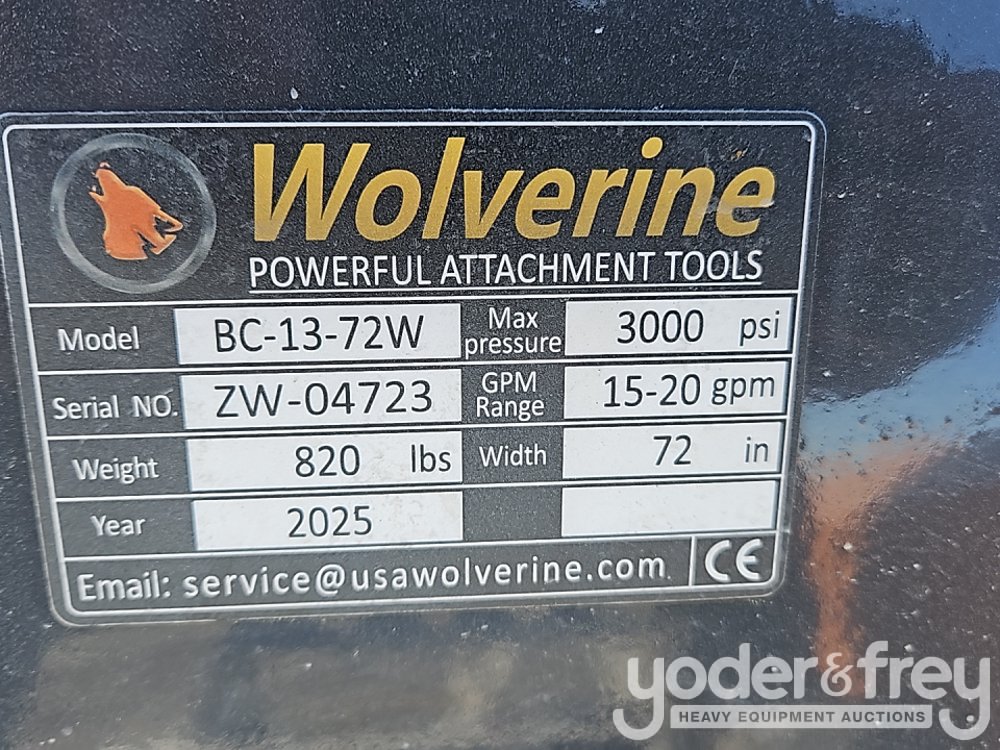 Wolverine
POWERFUL ATTACHMENT TOOLS
Model BC-13-72W Max pressure 3000 psi
Serial NO. ZW-04723 GPM Range 15-20 gpm
Weight 820 lbs Width 72 in
Year 2025
Email: service@usawolverine.com CE
yoder&frey
HEAVY EQUIPMENT AUCTIONS